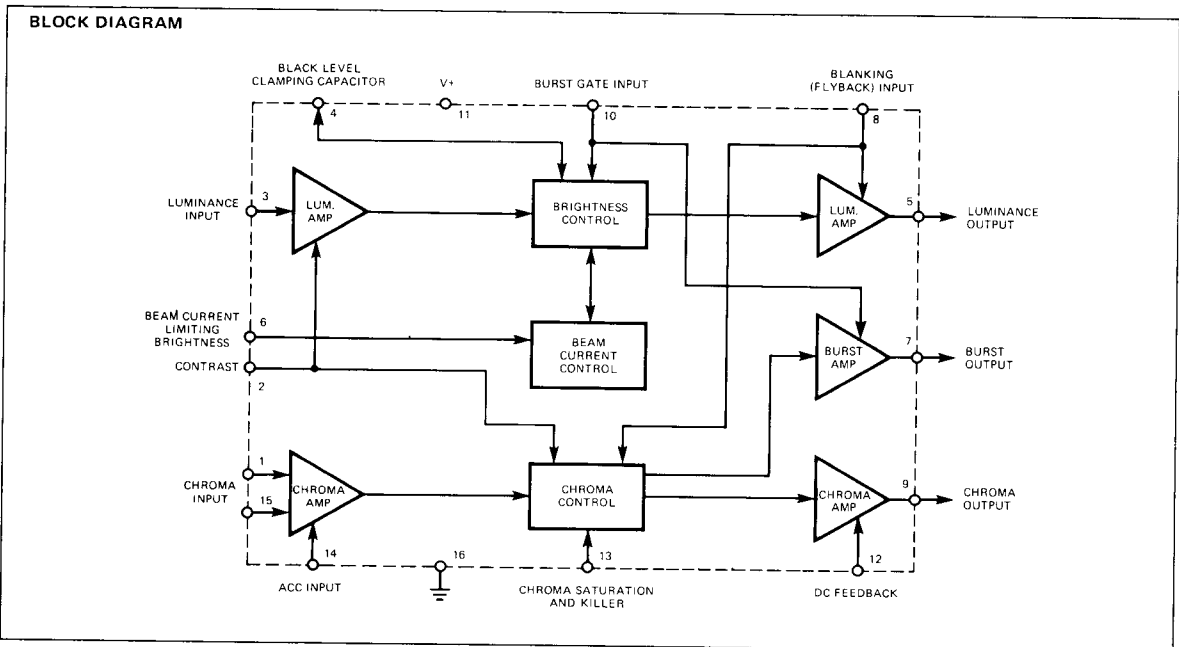 BLOCK DIAGRAM
BLACK LEVEL
CLAMPING CAPACITOR
V+
BURST GATE INPUT
BLANKING
(FLYBACK) INPUT
4
11
10
8
LUMINANCE
INPUT
3
LUM.
AMP
BRIGHTNESS
CONTROL
LUM.
AMP
5
LUMINANCE
OUTPUT
BEAM CURRENT
LIMITING
BRIGHTNESS
6
BEAM
CURRENT
CONTROL
BURST
AMP
7
BURST
OUTPUT
CONTRAST
2
CHROMA
INPUT
1
15
CHROMA
AMP
CHROMA
CONTROL
CHROMA
AMP
9
CHROMA
OUTPUT
14
16
13
12
ACC INPUT
CHROMA SATURATION
AND KILLER
DC FEEDBACK